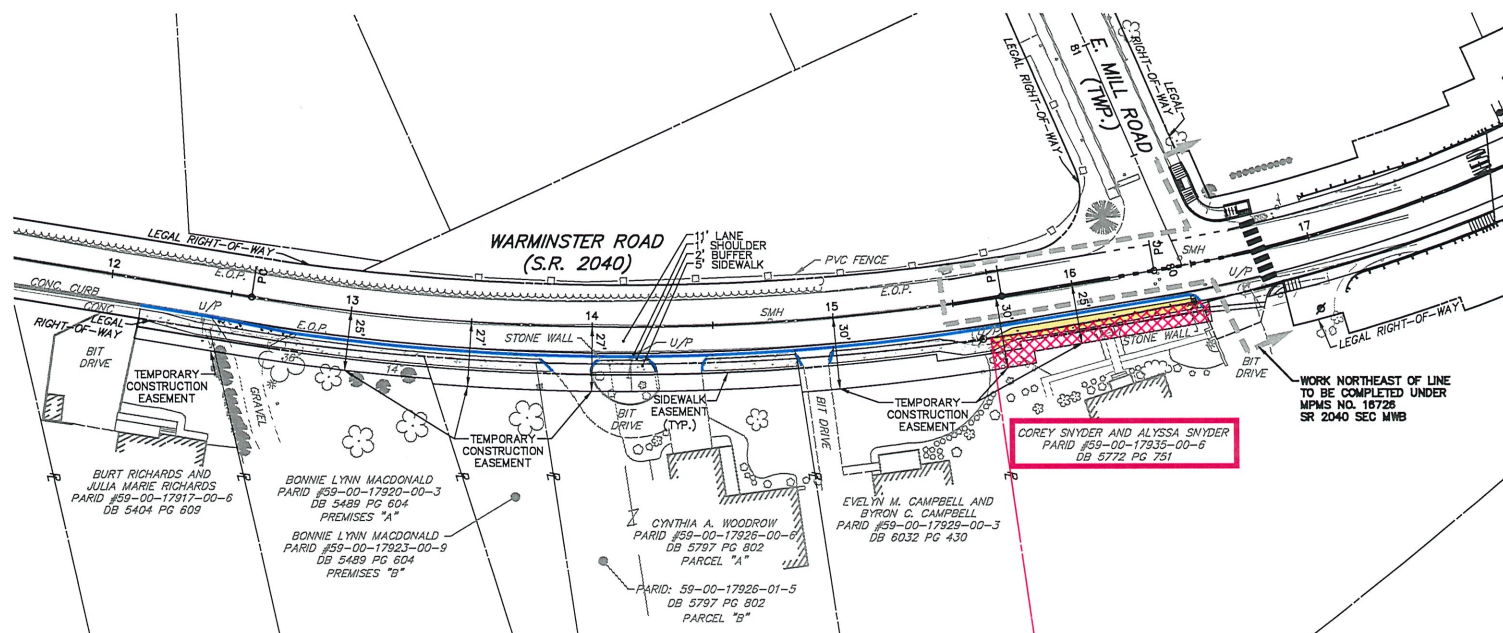 LEGAL RIGHT-OF-WAY
WARMINSTER ROAD
(S.R. 2040)
11' LANE
1' SHOULDER
2' BUFFER
5' SIDEWALK
PVC FENCE
LEGAL RIGHT-OF-WAY
B1
E. MILL ROAD
(TWP.)
LEGAL
RIGHT-OF-WAY
12
PC
E.O.P.
CONC. CURB
CONC.
U/P
LEGAL
RIGHT-OF-WAY
13
25'
E.O.P.
27'
14
27'
STONE WALL
U/P
SMH
15
30'
E.O.P.
PT
30'
16
25'
PC
80
SMH
U/P
17
LEGAL RIGHT-OF-WAY
STONE WALL
BIT
DRIVE
BIT
DRIVE
TEMPORARY
CONSTRUCTION
EASEMENT
GRAVEL
36
14
TEMPORARY
CONSTRUCTION
EASEMENT
BIT
DRIVE
SIDEWALK
EASEMENT
(TYP.)
BIT DRIVE
TEMPORARY
CONSTRUCTION
EASEMENT
WORK NORTHEAST OF LINE
TO BE COMPLETED UNDER
MPMS NO. 16726
SR 2040 SEC MWB
COREY SNYDER AND ALYSSA SNYDER
PARID #59-00-17935-00-6
DB 5772 PG 751
BURT RICHARDS AND
JULIA MARIE RICHARDS
PARID #59-00-17917-00-6
DB 5404 PG 609
BONNIE LYNN MACDONALD
PARID #59-00-17920-00-3
DB 5489 PG 604
PREMISES "A"
BONNIE LYNN MACDONALD
PARID #59-00-17923-00-9
DB 5489 PG 604
PREMISES "B"
CYNTHIA A. WOODROW
PARID #59-00-17926-00-6
DB 5797 PG 802
PARCEL "A"
PARID: 59-00-17926-01-5
DB 5797 PG 802
PARCEL "B"
EVELYN M. CAMPBELL AND
BYRON C. CAMPBELL
PARID #59-00-17929-00-3
DB 6032 PG 430